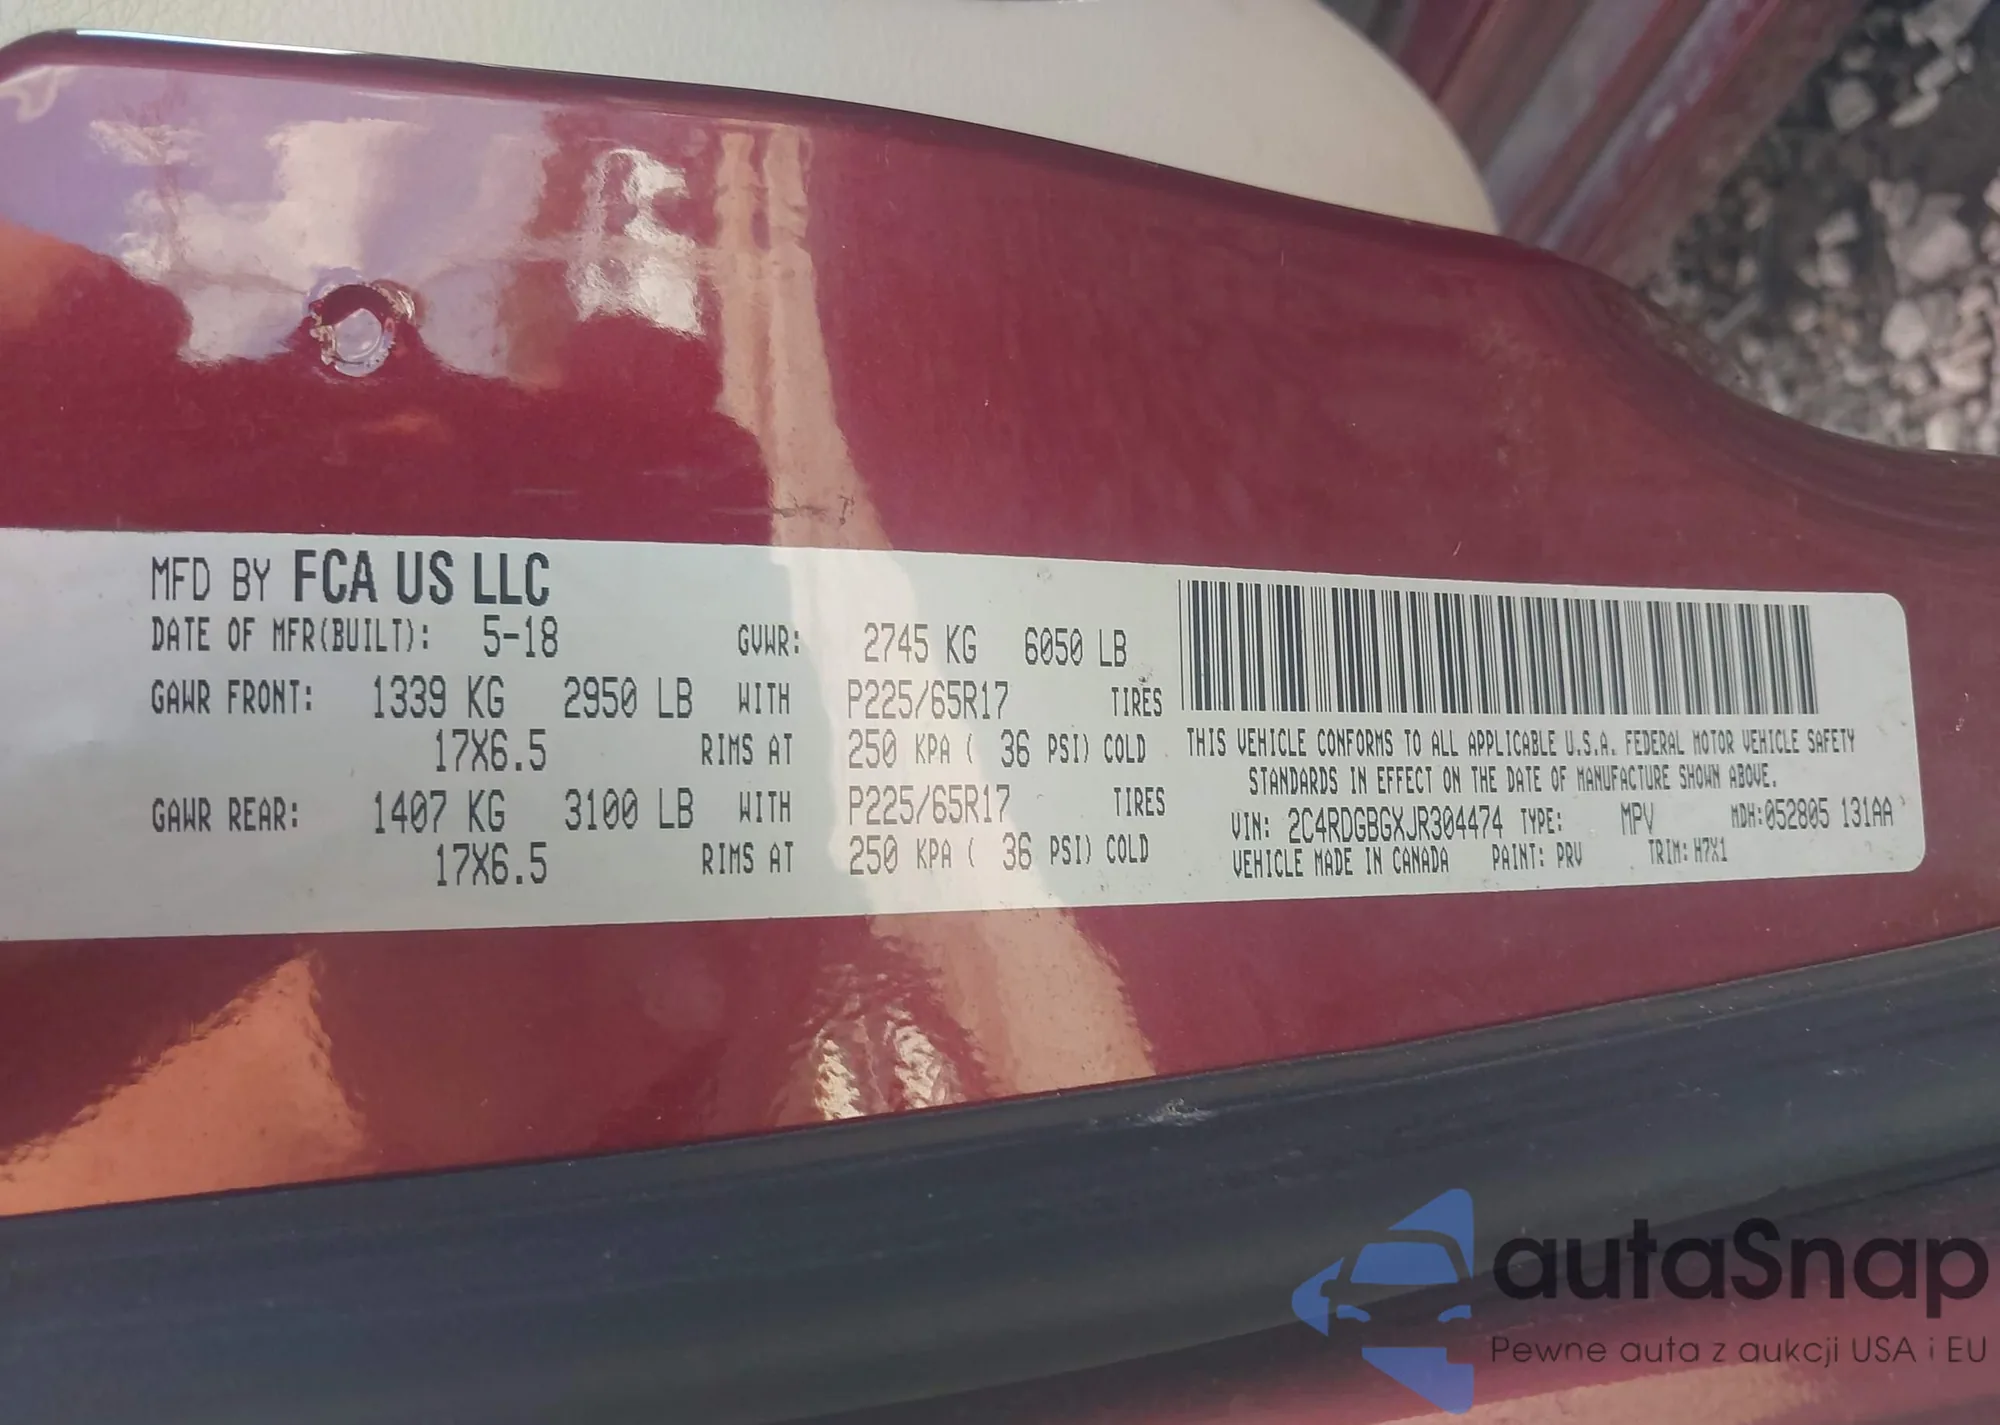 MFD BY FCA US LLC
DATE OF MFR(BUILT): 5-18 GVWR: 2745 KG 6050 LB
GAWR FRONT: 1339 KG 2950 LB WITH P225/65R17 TIRES
17X6.5 RIMS AT 250 KPA ( 36 PSI) COLD
GAWR REAR: 1407 KG 3100 LB WITH P225/65R17 TIRES
17X6.5 RIMS AT 250 KPA ( 36 PSI) COLD
THIS VEHICLE CONFORMS TO ALL APPLICABLE U.S.A. FEDERAL MOTOR VEHICLE SAFETY
STANDARDS IN EFFECT ON THE DATE OF MANUFACTURE SHOWN ABOVE.
VIN: 2C4RDGBGXJR304474 TYPE: MPV MDH:052805 131AA
VEHICLE MADE IN CANADA PAINT: PRV TRIM: H7X1
autaSnap
Pewne auta z aukcji USA i EU